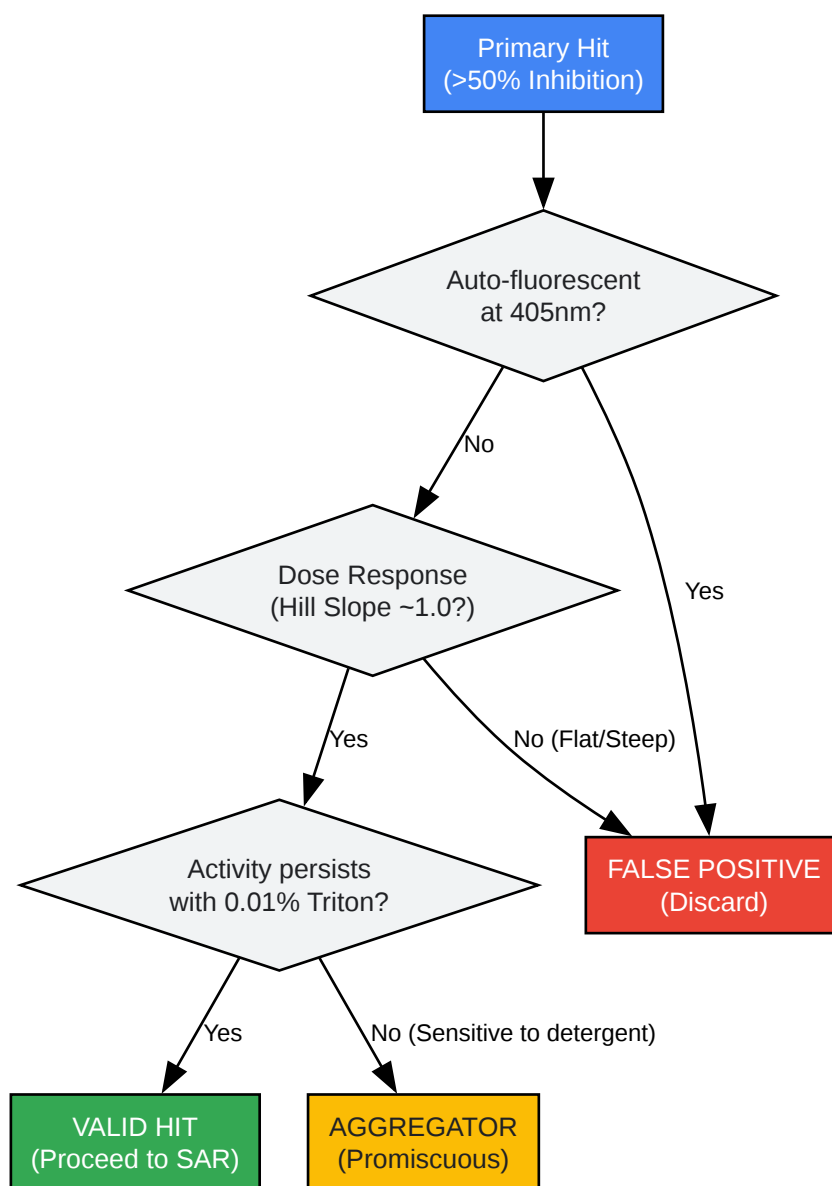 Primary Hit
(>50% Inhibition)
Auto-fluorescent
at 405nm?
No
Dose Response
(Hill Slope ~1.0?)
Yes
Yes
No (Flat/Steep)
Activity persists
with 0.01% Triton?
FALSE POSITIVE
(Discard)
Yes
No (Sensitive to detergent)
VALID HIT
(Proceed to SAR)
AGGREGATOR
(Promiscuous)